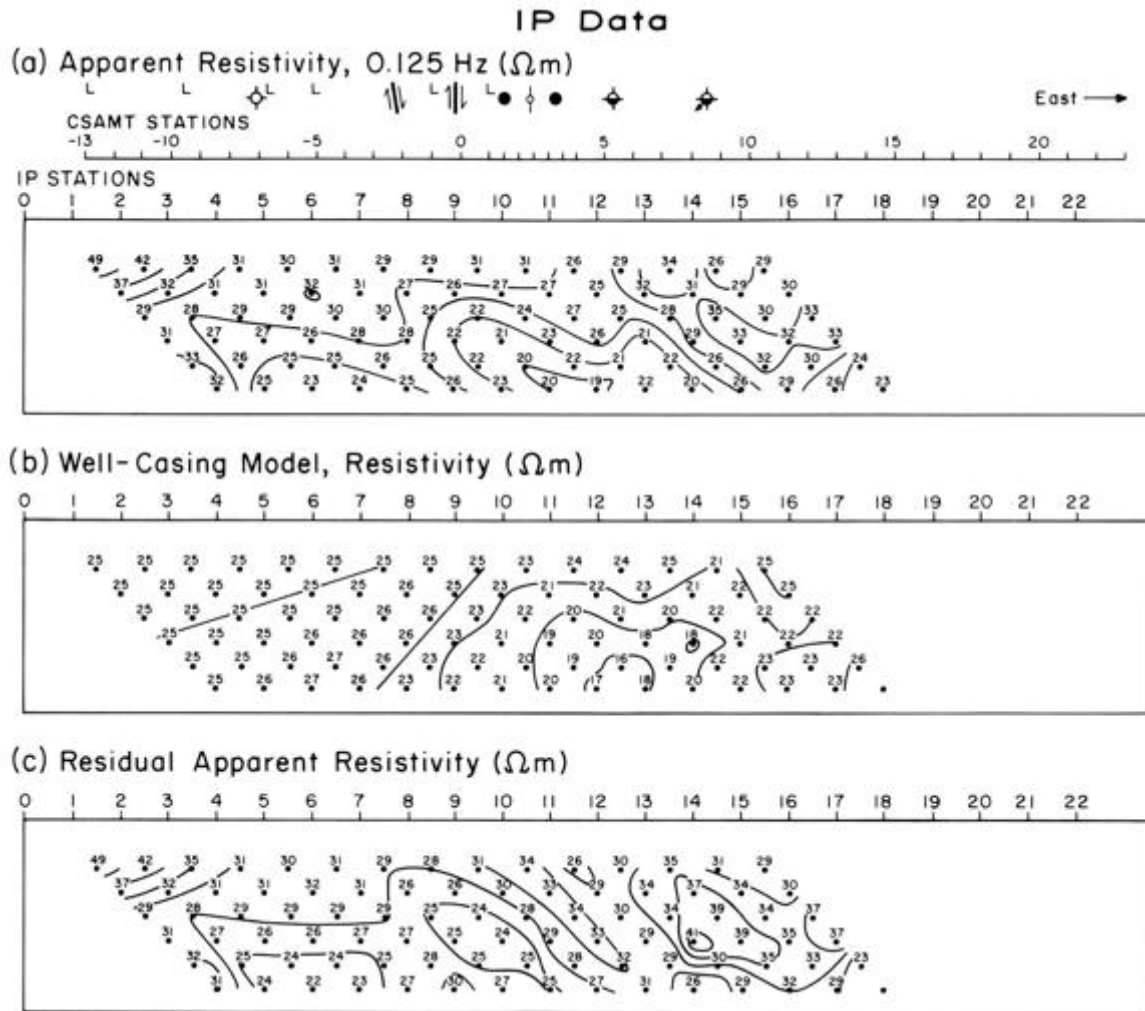 IP Data
(a) Apparent Resistivity, 0.125 Hz (Ωm)
L L L L L L East
CSAMT STATIONS
-13 -10 -5 0 5 10 15 20
IP STATIONS
0 1 2 3 4 5 6 7 8 9 10 11 12 13 14 15 16 17 18 19 20 21 22
49 42 35 31 30 31 29 29 31 31 26 29 34 26 29
37 32 31 31 32 31 27 26 27 27 25 32 31 29 30
29 28 29 29 30 30 25 22 24 27 25 28 35 30 33
31 27 27 26 28 28 22 21 23 26 21 29 33 32 33
33 26 25 25 25 25 22 20 22 21 22 26 32 30 24
32 25 23 24 25 26 23 20 19 22 20 26 29 26 23
(b) Well-Casing Model, Resistivity (Ωm)
0 1 2 3 4 5 6 7 8 9 10 11 12 13 14 15 16 17 18 19 20 21 22
25 25 25 25 25 25 25 25 25 23 24 24 25 21 25
25 25 25 25 25 25 26 25 23 21 22 23 21 22 25
25 25 25 25 25 26 26 23 22 20 21 20 22 22 22
25 25 25 26 26 26 23 21 19 20 18 18 21 22 22
25 25 26 27 26 23 22 20 19 16 19 22 23 23 26
25 26 27 26 23 22 21 20 17 18 20 22 23 23
(c) Residual Apparent Resistivity (Ωm)
0 1 2 3 4 5 6 7 8 9 10 11 12 13 14 15 16 17 18 19 20 21 22
49 42 35 31 30 31 29 28 31 34 26 30 35 31 29
37 32 31 31 32 31 26 26 30 33 29 34 37 34 30
29 28 29 29 29 29 25 24 28 34 30 34 39 34 37
31 27 26 26 27 27 25 24 29 33 29 41 39 35 37
32 25 24 24 25 28 25 25 28 32 29 30 35 33 23
31 24 22 23 27 30 27 25 27 31 26 29 32 29